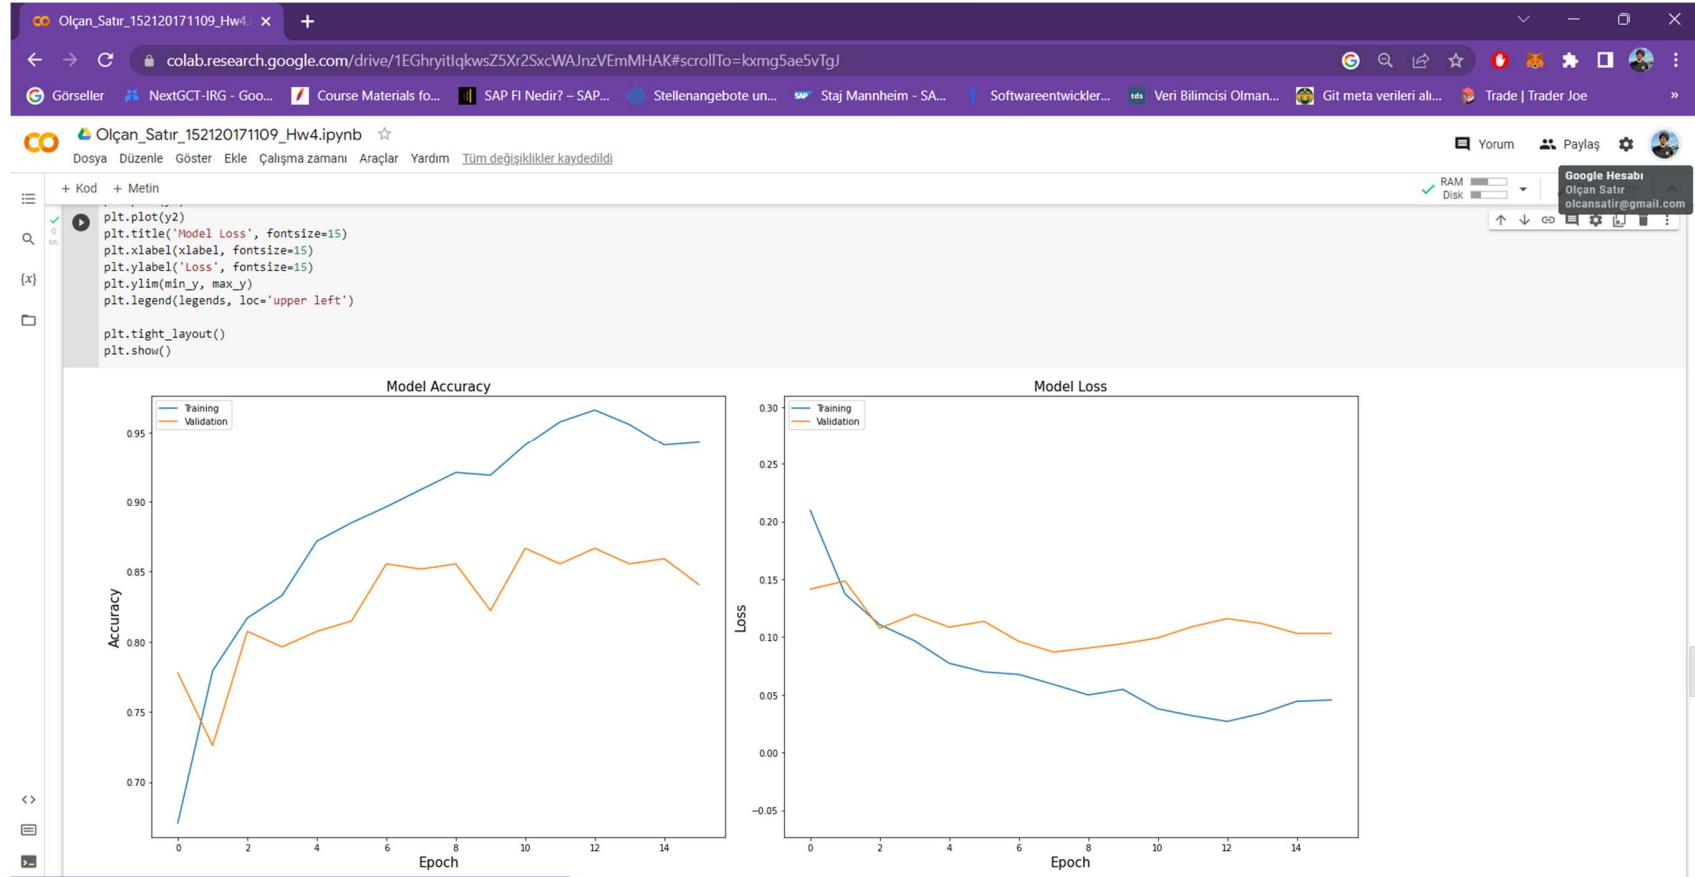 Olçan_Satır_152120171109_Hw4.
colab.research.google.com/drive/1EGhryitIqkwsZ5Xr2SxcWAJnzVEmMHAK#scrollTo=kxmg5ae5vTgJ
Görseller NextGCT-IRG - Goo... Course Materials fo... SAP FI Nedir? – SAP... Stellenangebote un... Staj Mannheim - SA... Softwareentwickler... Veri Bilimcisi Olman... Git meta verileri alı... Trade | Trader Joe »
Olçan_Satır_152120171109_Hw4.ipynb
Yorum Paylaş
Dosya Düzenle Göster Ekle Çalışma zamanı Araçlar Yardım Tüm değişiklikler kaydedildi
Google Hesabı
Olçan Satır
olcansatir@gmail.com
+ Kod + Metin
RAM
Disk
{x}
0
sn.
plt.plot(y2)
plt.title('Model Loss', fontsize=15)
plt.xlabel(xlabel, fontsize=15)
plt.ylabel('Loss', fontsize=15)
plt.ylim(min_y, max_y)
plt.legend(legends, loc='upper left')
plt.tight_layout()
plt.show()
Model Accuracy
Training
Validation
0.95
0.90
0.85
0.80
0.75
0.70
Accuracy
0 2 4 6 8 10 12 14
Epoch
Model Loss
Training
Validation
0.30
0.25
0.20
0.15
0.10
0.05
0.00
−0.05
Loss
0 2 4 6 8 10 12 14
Epoch